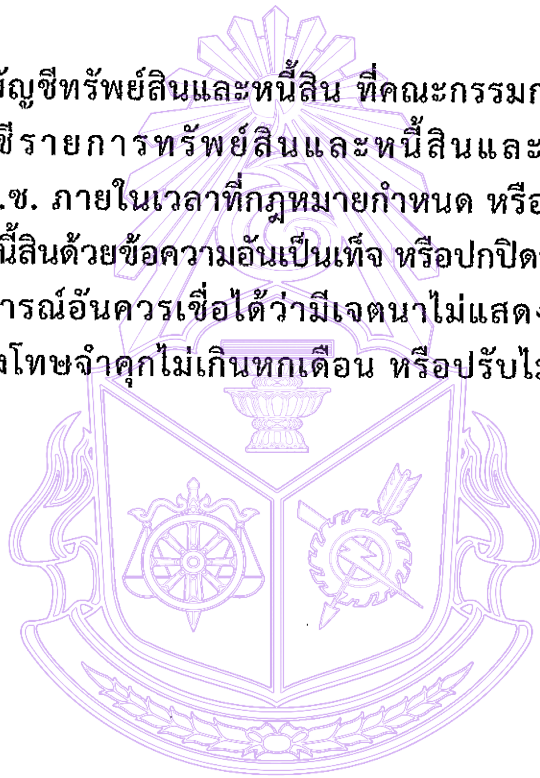 บัญชีทรัพย์สินและหนี้สิน ที่คณะกรรมก
ชีรายการทรัพย์สินและหนี้สินและ
.ช. ภายในเวลาที่กฎหมายกำหนด หรือ
นี้สินด้วยข้อความอันเป็นเท็จ หรือปกปิด
ารณ์อันควรเชื่อได้ว่ามีเจตนาไม่แสดง
งโทษจำคุกไม่เกินหกเดือน หรือปรับไม